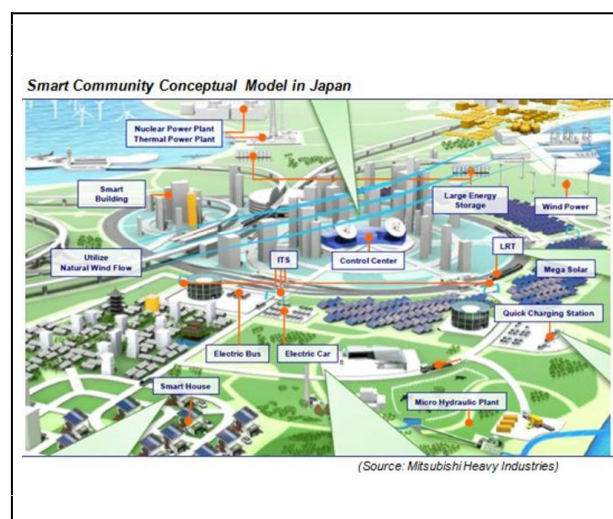 Smart Community Conceptual Model in Japan
Nuclear Power Plant
Thermal Power Plant
Smart
Building
Large Energy
Storage
Wind Power
Utilize
Natural Wind Flow
ITS
Control Center
LRT
Mega Solar
Quick Charging Station
Electric Bus
Electric Car
Smart House
Micro Hydraulic Plant
(Source: Mitsubishi Heavy Industries)